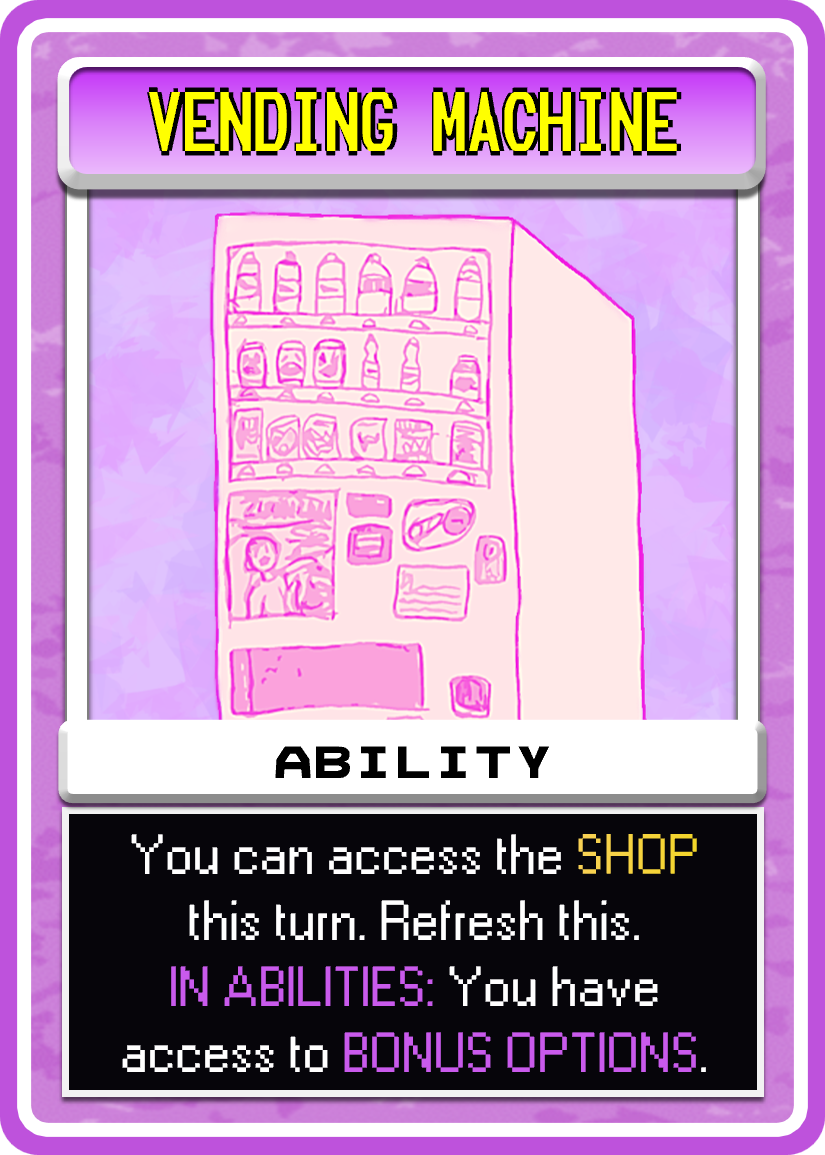 VENDING MACHINE
ABILITY
You can access the SHOP
this turn. Refresh this.
IN ABILITIES: You have
access to BONUS OPTIONS.